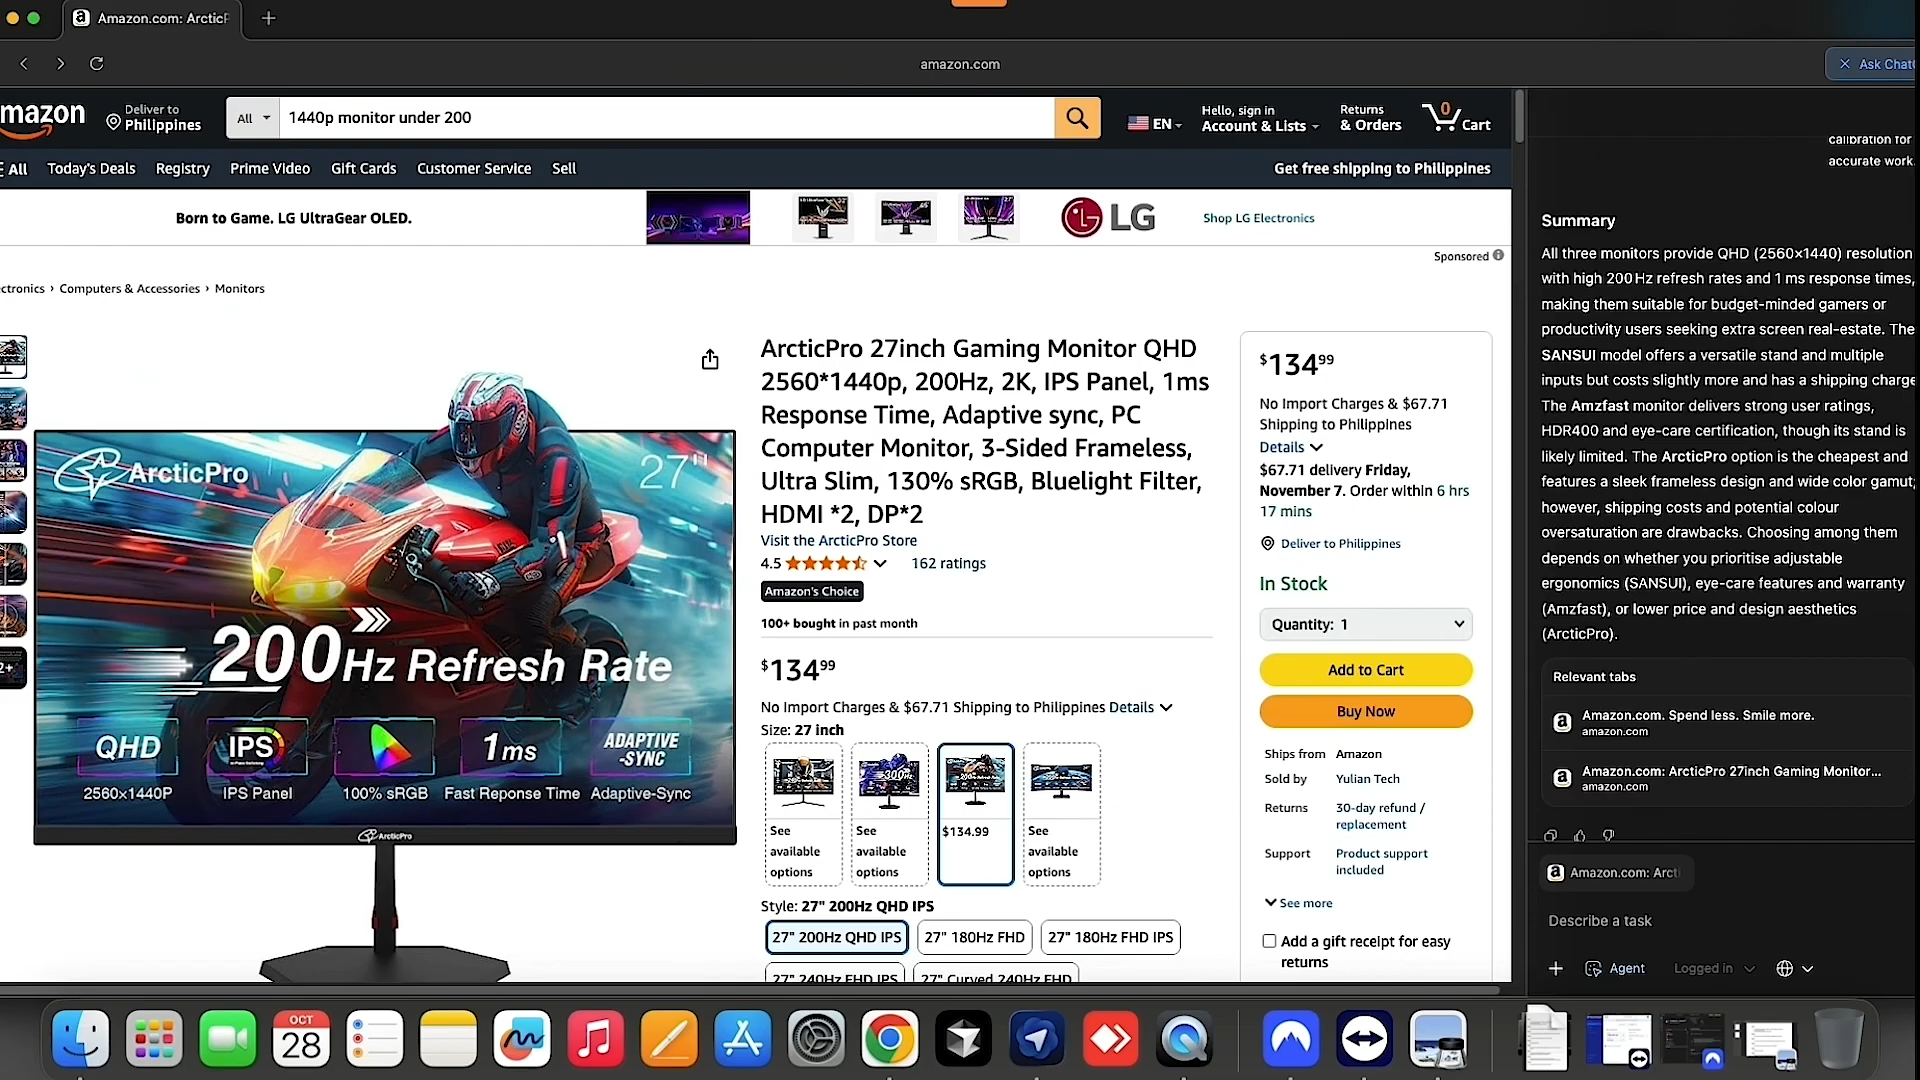 Amazon.com: ArcticP
amazon.com
Ask Chat
mazon
Deliver to
Philippines
All
1440p monitor under 200
EN
Hello, sign in
Account & Lists
Returns
& Orders
0
Cart
All
Today's Deals
Registry
Prime Video
Gift Cards
Customer Service
Sell
Get free shipping to Philippines
Born to Game. LG UltraGear OLED.
LG
Shop LG Electronics
Sponsored
ctronics › Computers & Accessories › Monitors
ArcticPro 27inch Gaming Monitor QHD
2560*1440p, 200Hz, 2K, IPS Panel, 1ms
Response Time, Adaptive sync, PC
Computer Monitor, 3-Sided Frameless,
Ultra Slim, 130% sRGB, Bluelight Filter,
HDMI *2, DP*2
Visit the ArcticPro Store
4.5
162 ratings
Amazon's Choice
100+ bought in past month
$134.99
No Import Charges & $67.71 Shipping to Philippines Details
Size: 27 inch
See
available
options
See
available
options
$134.99
See
available
options
Style: 27" 200Hz QHD IPS
27" 200Hz QHD IPS
27" 180Hz FHD
27" 180Hz FHD IPS
27" 240Hz FHD IPS
27" Curved 240Hz FHD
ArcticPro
27"
200Hz Refresh Rate
QHD
IPS
1ms
ADAPTIVE
-SYNC
2560×1440P
IPS Panel
100% sRGB
Fast Reponse Time
Adaptive-Sync
ArcticPro
2+
$134.99
No Import Charges & $67.71
Shipping to Philippines
Details
$67.71 delivery Friday,
November 7. Order within 6 hrs
17 mins
Deliver to Philippines
In Stock
Quantity: 1
Add to Cart
Buy Now
Ships from Amazon
Sold by Yulian Tech
Returns 30-day refund /
replacement
Support Product support
included
See more
Add a gift receipt for easy
returns
calibration for
accurate work.
Summary
All three monitors provide QHD (2560×1440) resolution
with high 200 Hz refresh rates and 1 ms response times,
making them suitable for budget-minded gamers or
productivity users seeking extra screen real-estate. The
SANSUI model offers a versatile stand and multiple
inputs but costs slightly more and has a shipping charge
The Amzfast monitor delivers strong user ratings,
HDR400 and eye-care certification, though its stand is
likely limited. The ArcticPro option is the cheapest and
features a sleek frameless design and wide color gamut;
however, shipping costs and potential colour
oversaturation are drawbacks. Choosing among them
depends on whether you prioritise adjustable
ergonomics (SANSUI), eye-care features and warranty
(Amzfast), or lower price and design aesthetics
(ArcticPro).
Relevant tabs
Amazon.com. Spend less. Smile more.
amazon.com
Amazon.com: ArcticPro 27inch Gaming Monitor...
amazon.com
Amazon.com: Arcti
Describe a task
Agent
Logged in
OCT
28